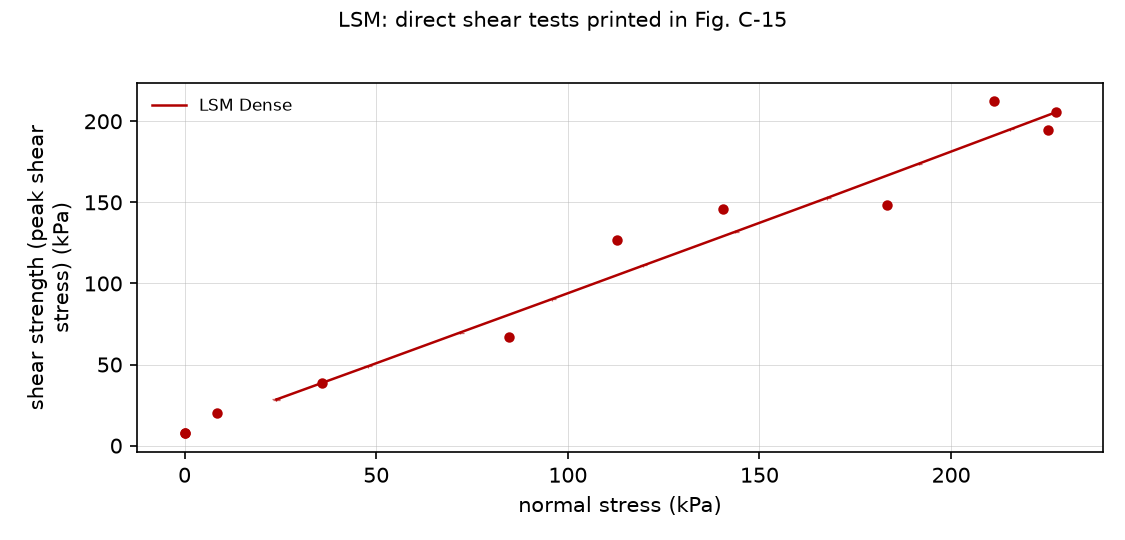 LSM: direct shear tests printed in Fig. C-15
LSM Dense
shear strength (peak shear
stress) (kPa)
200
150
100
50
0
0 50 100 150 200
normal stress (kPa)